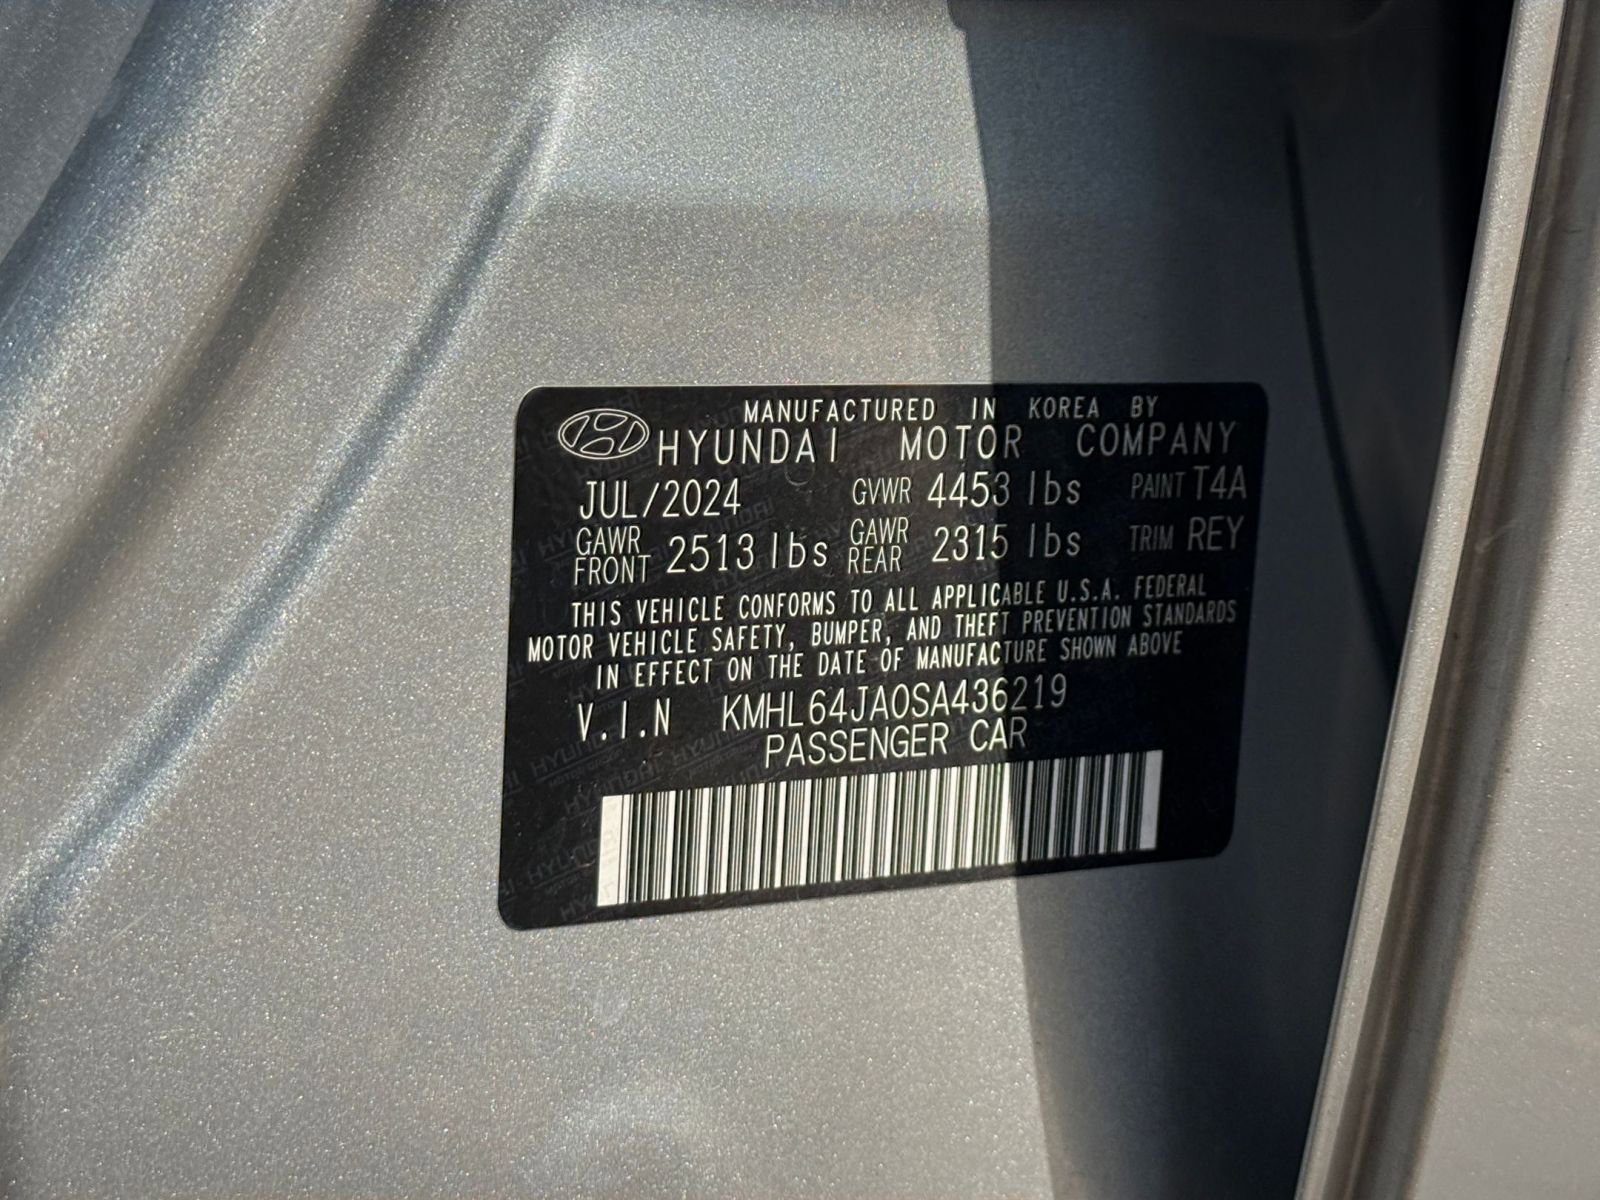 MANUFACTURED IN KOREA BY
HYUNDAI MOTOR COMPANY
JUL/2024 GVWR 4453 lbs PAINT T4A
GAWR FRONT 2513 lbs GAWR REAR 2315 lbs TRIM REY
THIS VEHICLE CONFORMS TO ALL APPLICABLE U.S.A. FEDERAL
MOTOR VEHICLE SAFETY, BUMPER, AND THEFT PREVENTION STANDARDS
IN EFFECT ON THE DATE OF MANUFACTURE SHOWN ABOVE
V.I.N KMHL64JA0SA436219
PASSENGER CAR